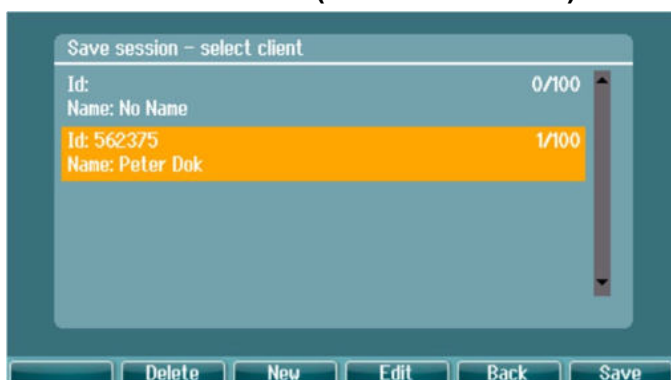 Save session – select client
Id: 0/100
Name: No Name
Id: 562375 1/100
Name: Peter Dok
Delete New Edit Back Save